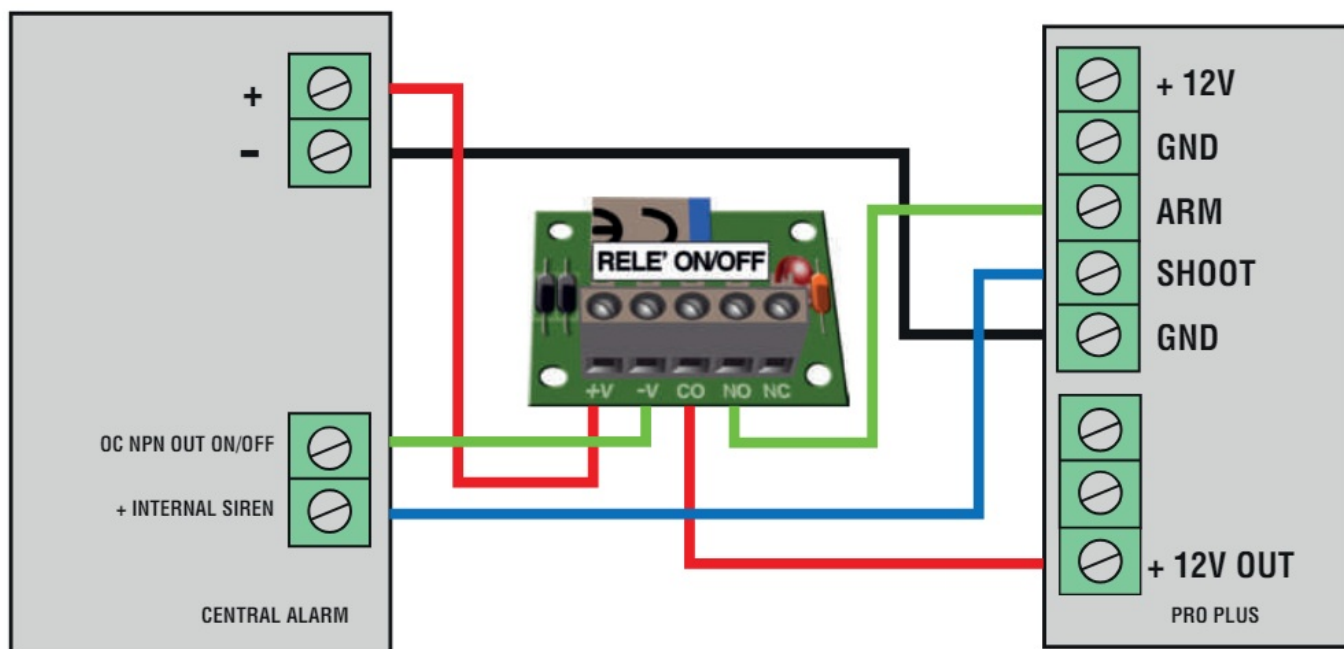 +
-
OC NPN OUT ON/OFF
+ INTERNAL SIREN
CENTRAL ALARM
RELE' ON/OFF
+V -V CO NO NC
+ 12V
GND
ARM
SHOOT
GND
+ 12V OUT
PRO PLUS